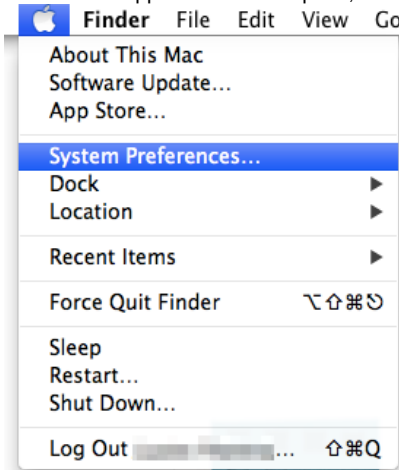 Finder File Edit View Go
About This Mac
Software Update...
App Store...
System Preferences...
Dock ▶
Location ▶
Recent Items ▶
Force Quit Finder ⌥⇧⌘⎋
Sleep
Restart...
Shut Down...
Log Out ... ⇧⌘Q